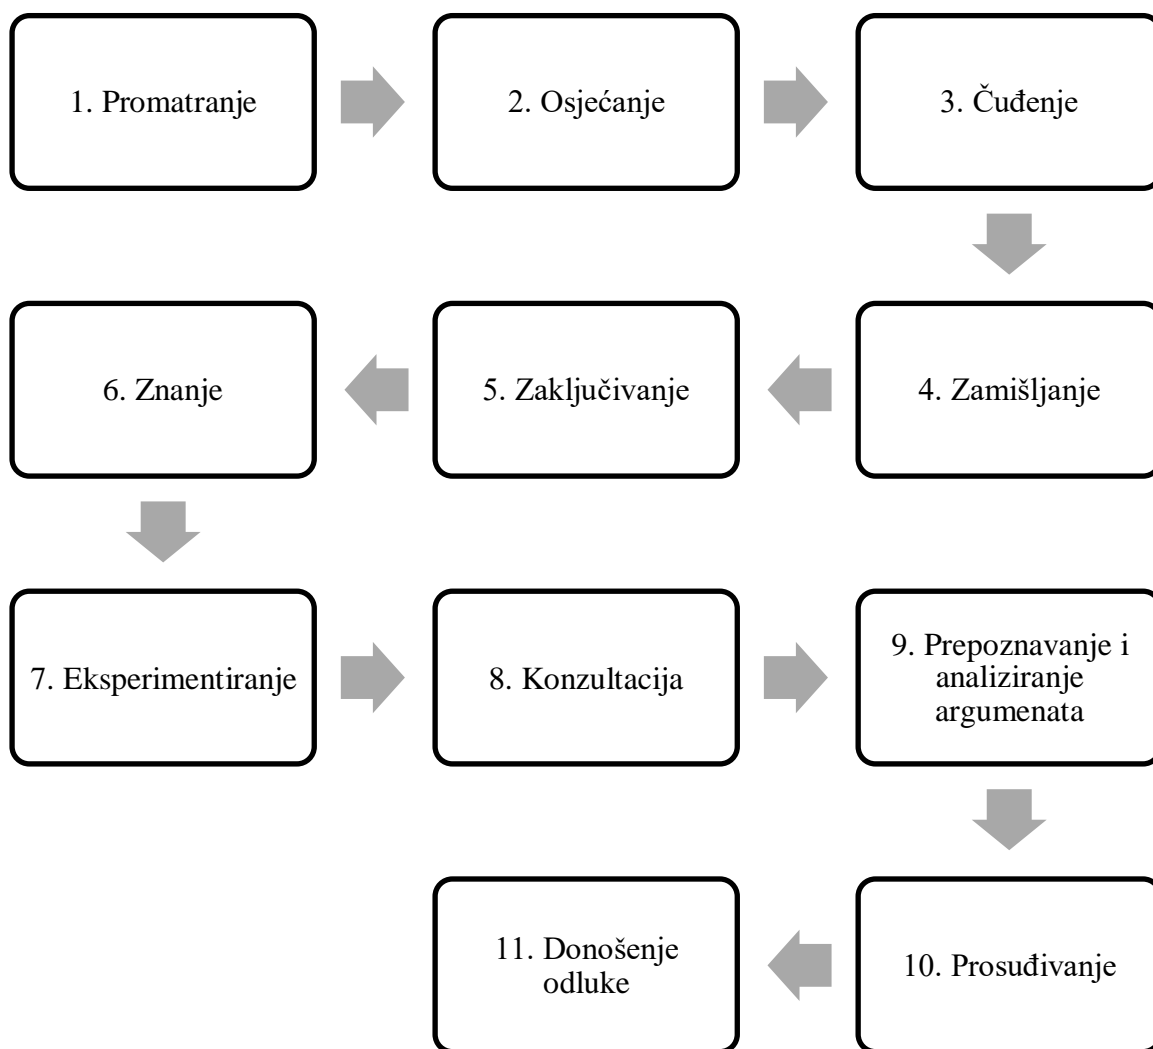 1. Promatranje
2. Osjećanje
3. Čuđenje
4. Zamišljanje
5. Zaključivanje
6. Znanje
7. Eksperimentiranje
8. Konzultacija
9. Prepoznavanje i
analiziranje
argumenata
10. Prosuđivanje
11. Donošenje
odluke